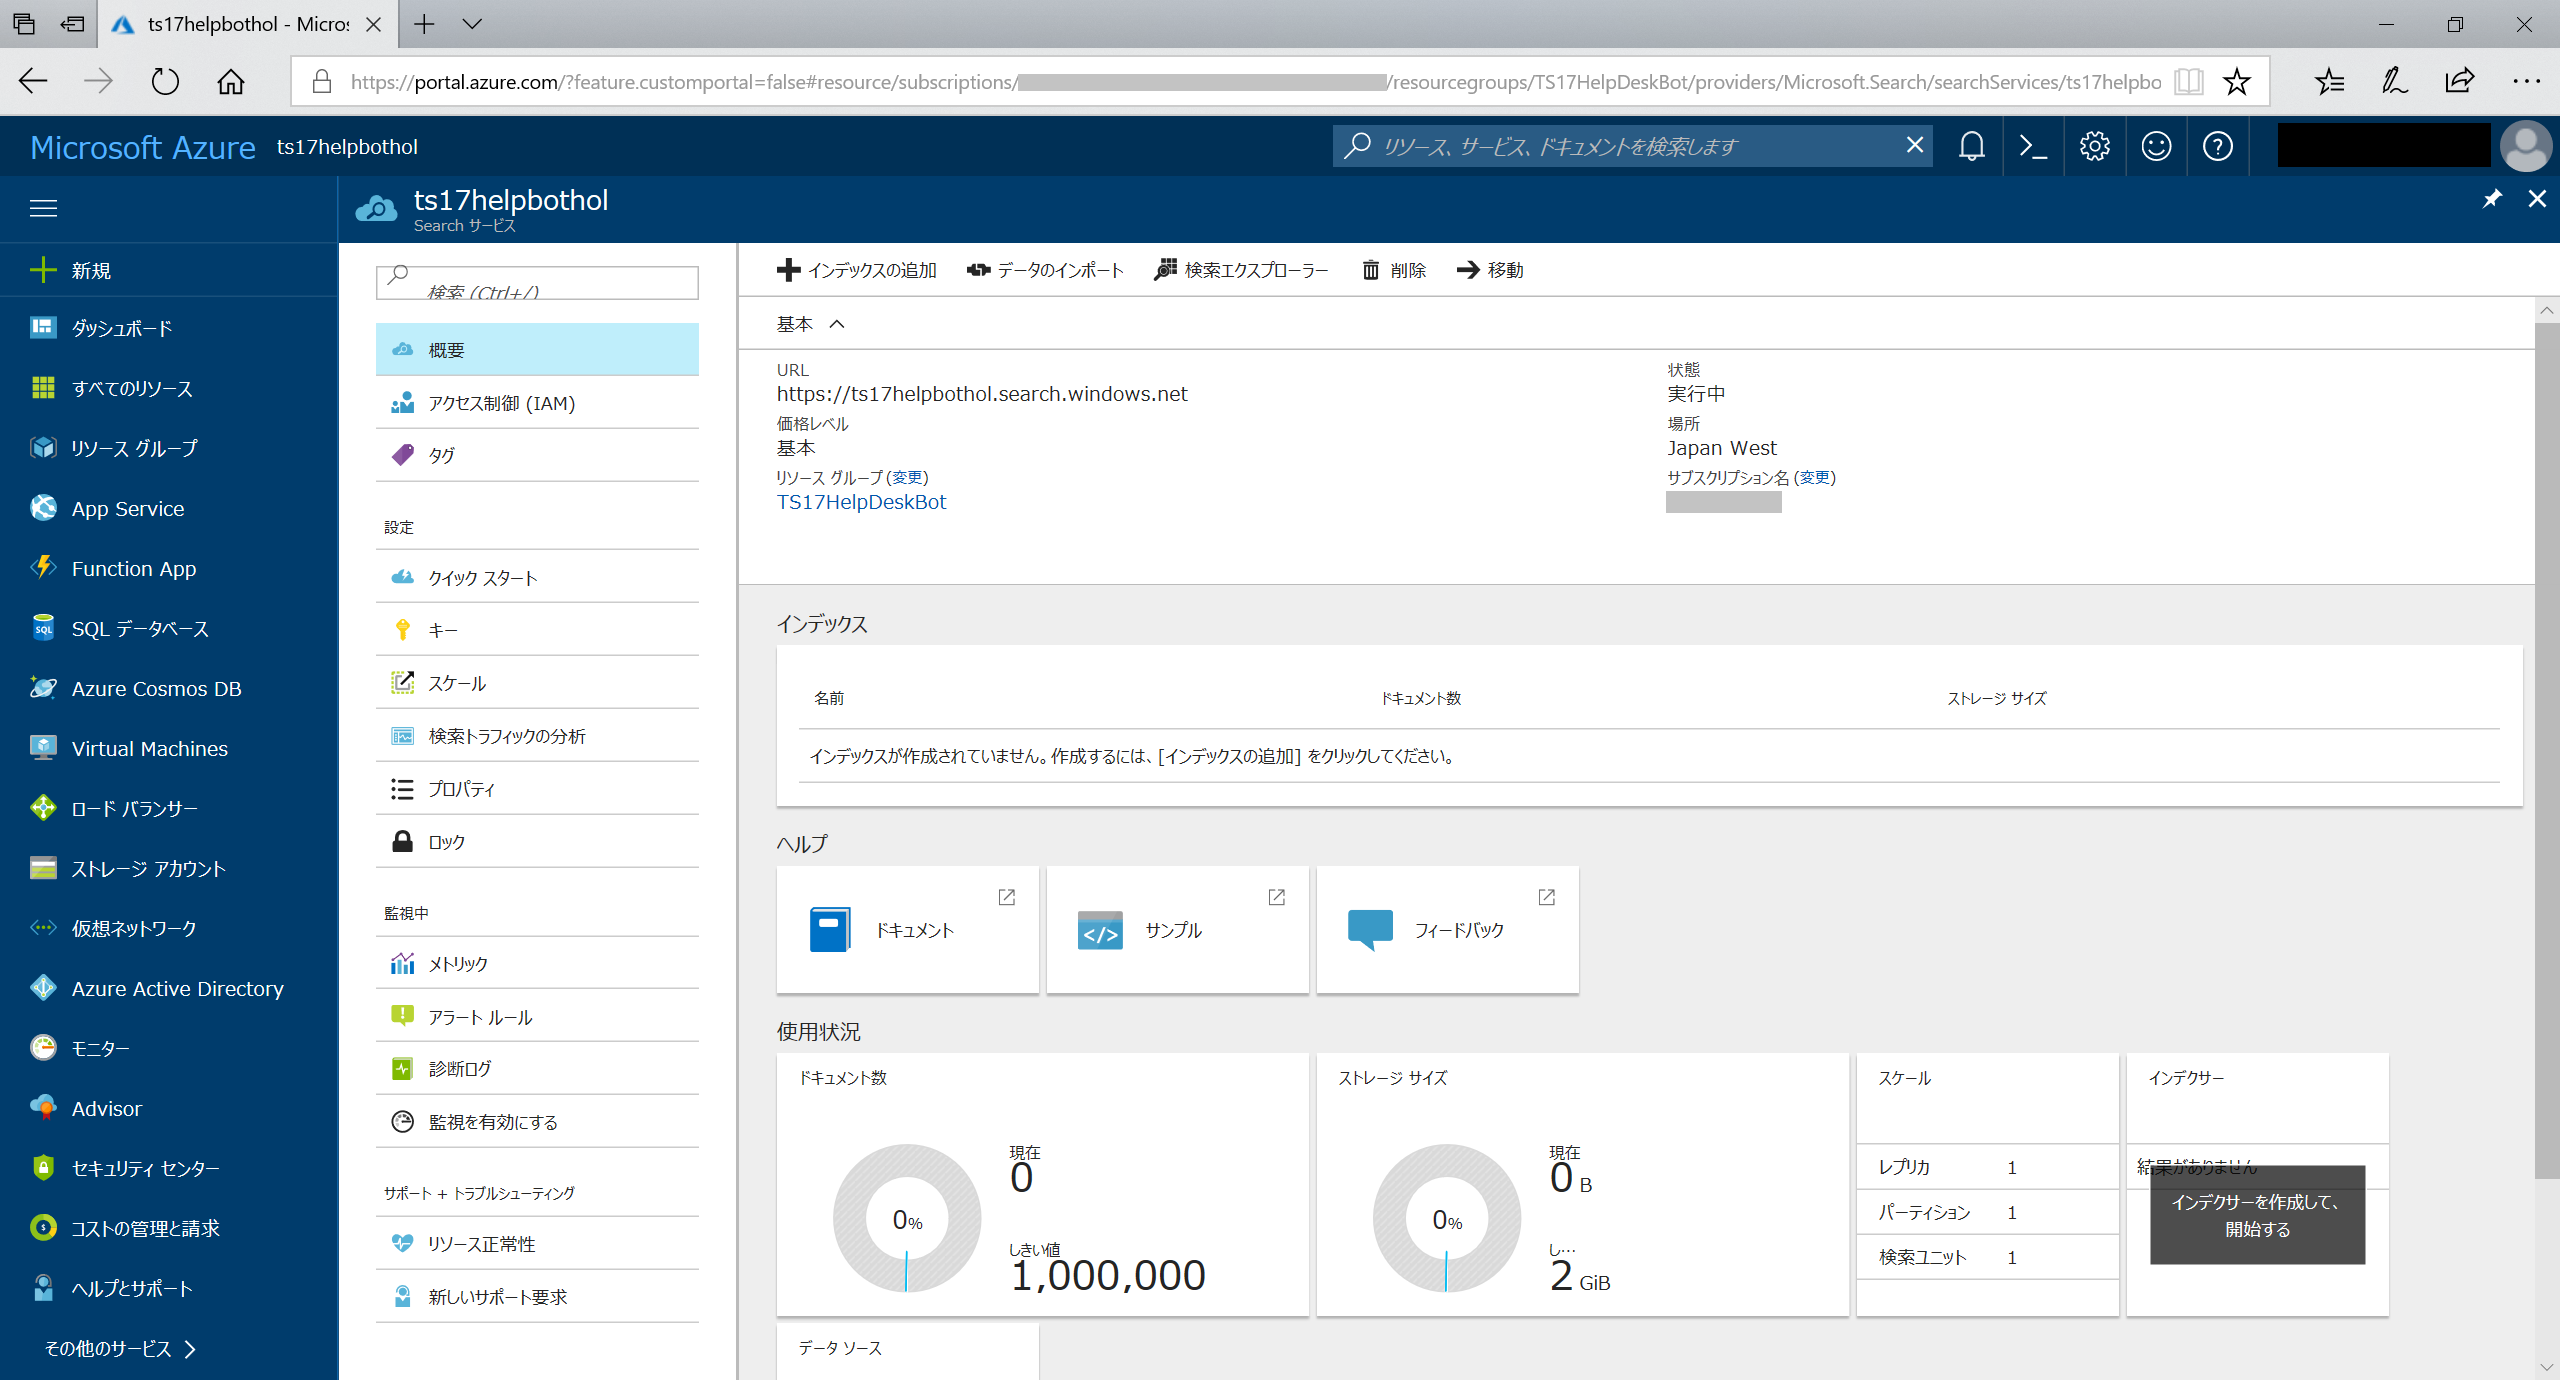 ts17helpbothol - Micros
https://portal.azure.com/?feature.customportal=false#resource/subscriptions/
/resourcegroups/TS17HelpDeskBot/providers/Microsoft.Search/searchServices/ts17helpbo
Microsoft Azure ts17helpbothol
リソース、サービス、ドキュメントを検索します
ts17helpbothol
Search サービス
新規
ダッシュボード
すべてのリソース
リソース グループ
App Service
Function App
SQL データベース
Azure Cosmos DB
Virtual Machines
ロード バランサー
ストレージ アカウント
仮想ネットワーク
Azure Active Directory
モニター
Advisor
セキュリティ センター
コストの管理と請求
ヘルプとサポート
その他のサービス
検索 (Ctrl+/)
概要
アクセス制御 (IAM)
タグ
設定
クイック スタート
キー
スケール
検索トラフィックの分析
プロパティ
ロック
監視中
メトリック
アラート ルール
診断ログ
監視を有効にする
サポート + トラブルシューティング
リソース正常性
新しいサポート要求
インデックスの追加 データのインポート 検索エクスプローラー 削除 移動
基本
URL
https://ts17helpbothol.search.windows.net
価格レベル
基本
リソース グループ (変更)
TS17HelpDeskBot
状態
実行中
場所
Japan West
サブスクリプション名 (変更)
インデックス
名前 ドキュメント数 ストレージ サイズ
インデックスが作成されていません。作成するには、[インデックスの追加] をクリックしてください。
ヘルプ
ドキュメント
サンプル
フィードバック
使用状況
ドキュメント数
0%
現在
0
しきい値
1,000,000
ストレージ サイズ
0%
現在
0 B
し...
2 GiB
スケール
レプリカ 1
パーティション 1
検索ユニット 1
インデクサー
結果がありません
インデクサーを作成して、
開始する
データ ソース